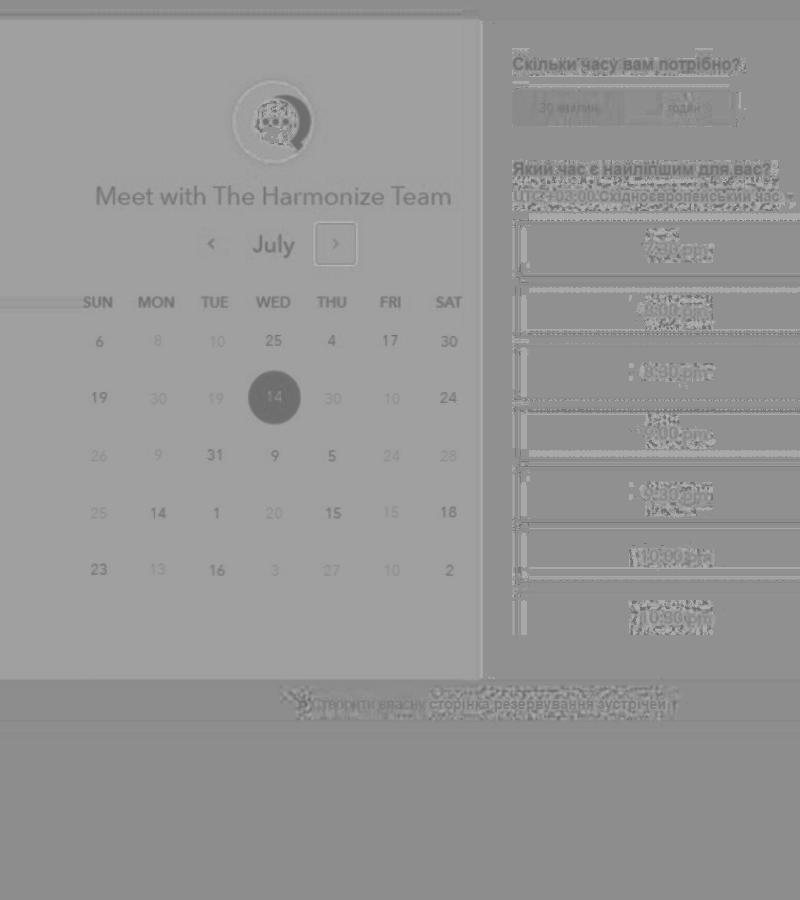 Meet with The Harmonize Team
July
SUN MON TUE WED THU FRI SAT
6 8 10 25 4 17 30
19 30 19 14 30 10 24
26 9 31 9 5 24 28
25 14 1 20 15 15 18
23 13 16 3 27 10 2
Скільки часу вам потрібно?
30 хвилин 1 годин
Який час є найліпшим для вас?
UTC+03:00 Східноєвропейський час
7:30 pm
8:00 pm
8:30 pm
9:00 pm
9:30 pm
10:00 pm
10:30 pm
Створити власну сторінка резервування зустрічей